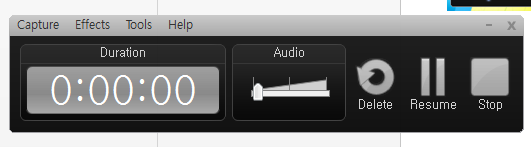 Capture Effects Tools Help
Duration Audio
0:00:00
Delete Resume Stop